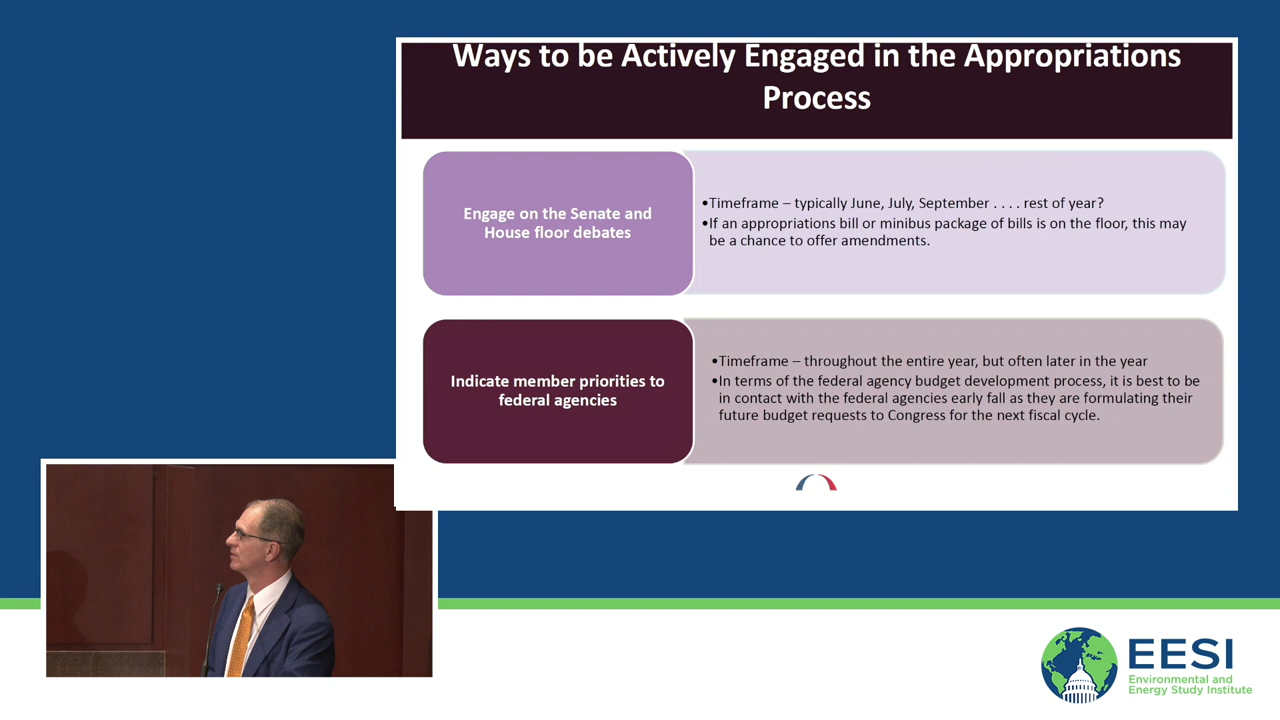 Ways to be Actively Engaged in the Appropriations
Process
Engage on the Senate and
House floor debates
•Timeframe – typically June, July, September . . . . rest of year?
•If an appropriations bill or minibus package of bills is on the floor, this may
be a chance to offer amendments.
Indicate member priorities to
federal agencies
•Timeframe – throughout the entire year, but often later in the year
•In terms of the federal agency budget development process, it is best to be
in contact with the federal agencies early fall as they are formulating their
future budget requests to Congress for the next fiscal cycle.
EESI
Environmental and
Energy Study Institute